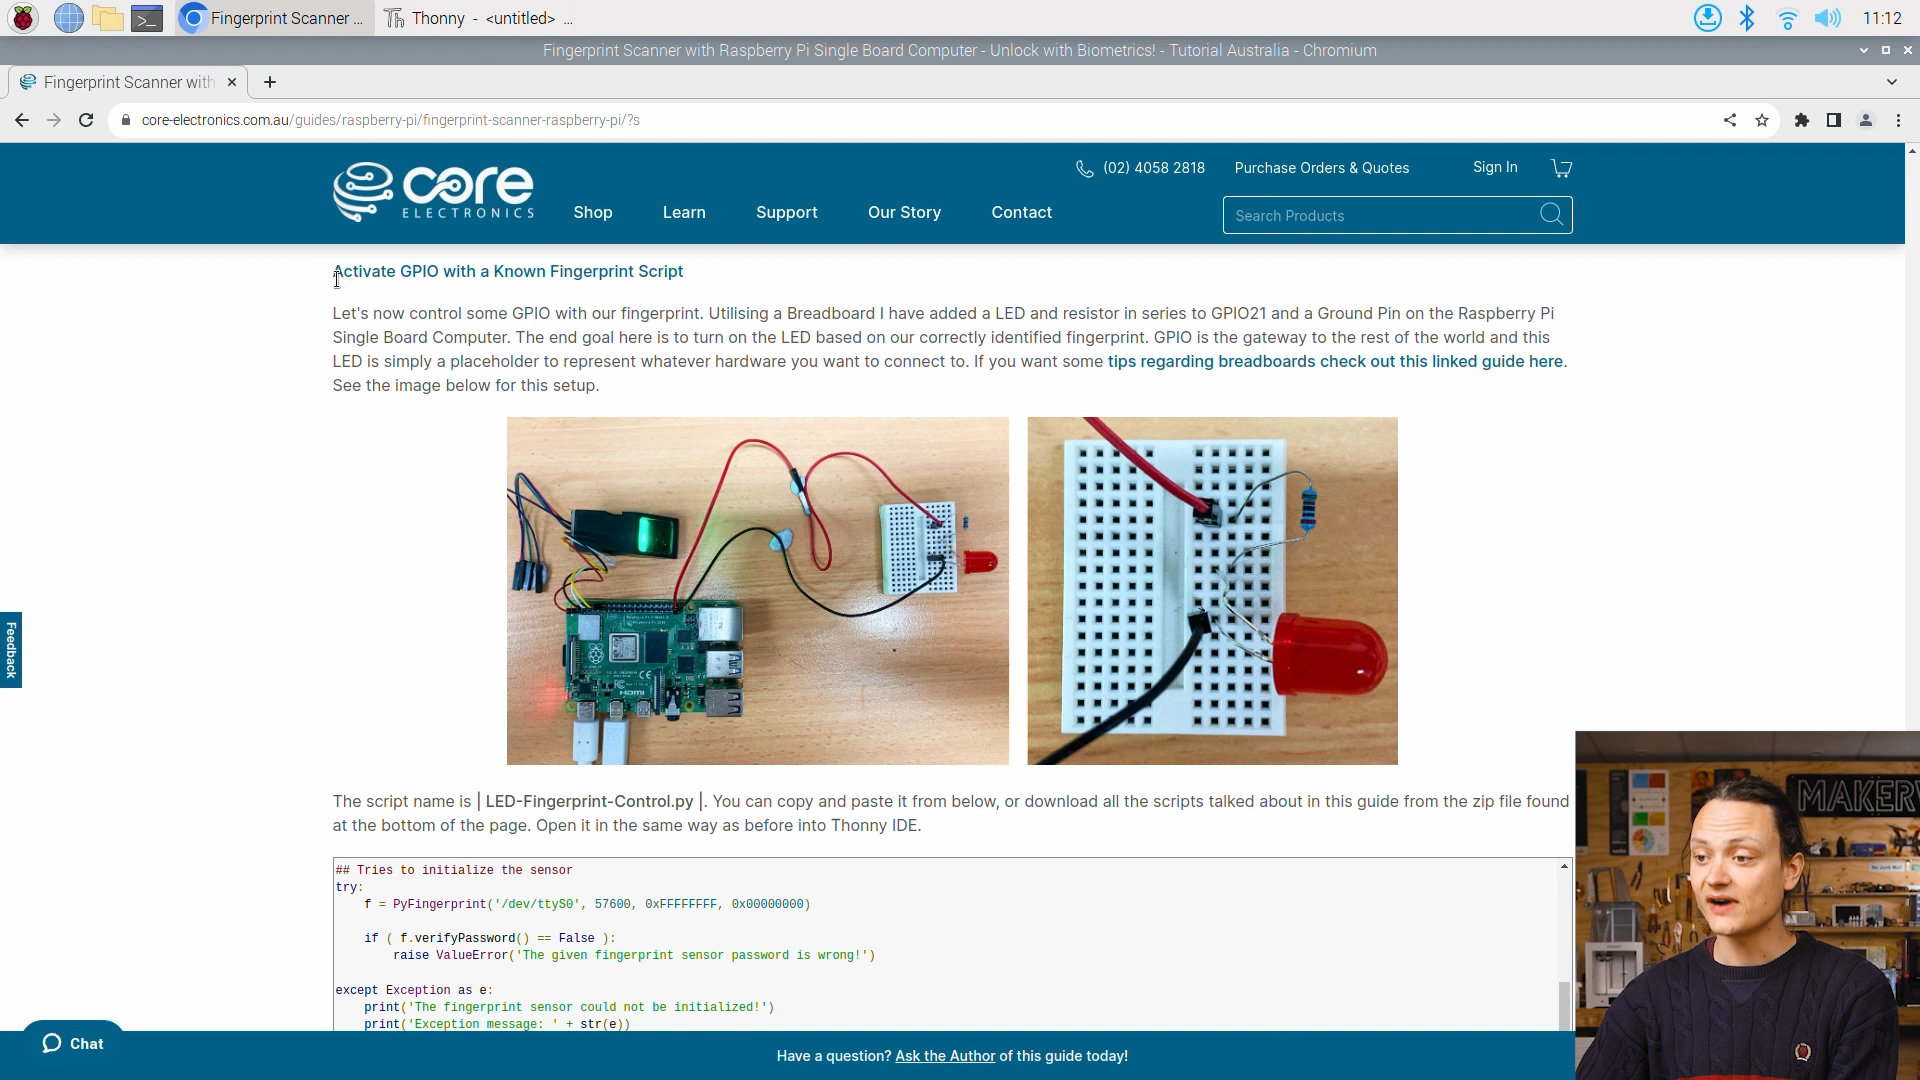 Fingerprint Scanner ...
Thonny - <untitled> ...
11:12
Fingerprint Scanner with Raspberry Pi Single Board Computer - Unlock with Biometrics! - Tutorial Australia - Chromium
Fingerprint Scanner with
core-electronics.com.au/guides/raspberry-pi/fingerprint-scanner-raspberry-pi/?s
core
ELECTRONICS
(02) 4058 2818
Purchase Orders & Quotes
Sign In
Shop
Learn
Support
Our Story
Contact
Search Products
Activate GPIO with a Known Fingerprint Script
Let's now control some GPIO with our fingerprint. Utilising a Breadboard I have added a LED and resistor in series to GPIO21 and a Ground Pin on the Raspberry Pi
Single Board Computer. The end goal here is to turn on the LED based on our correctly identified fingerprint. GPIO is the gateway to the rest of the world and this
LED is simply a placeholder to represent whatever hardware you want to connect to. If you want some tips regarding breadboards check out this linked guide here.
See the image below for this setup.
HDMI
Feedback
The script name is | LED-Fingerprint-Control.py |. You can copy and paste it from below, or download all the scripts talked about in this guide from the zip file found
at the bottom of the page. Open it in the same way as before into Thonny IDE.
MAKER
## Tries to initialize the sensor
try:
f = PyFingerprint('/dev/ttyS0', 57600, 0xFFFFFFFF, 0x00000000)
if ( f.verifyPassword() == False ):
raise ValueError('The given fingerprint sensor password is wrong!')
except Exception as e:
print('The fingerprint sensor could not be initialized!')
print('Exception message: ' + str(e))
Chat
Have a question? Ask the Author of this guide today!